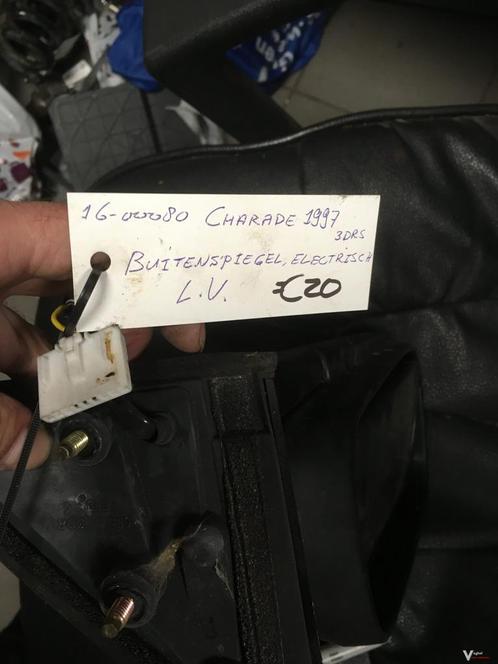 16-00080 CHARADE 1997
3DRS
BUITENSPIEGEL, ELECTRISCH
L.V. €20